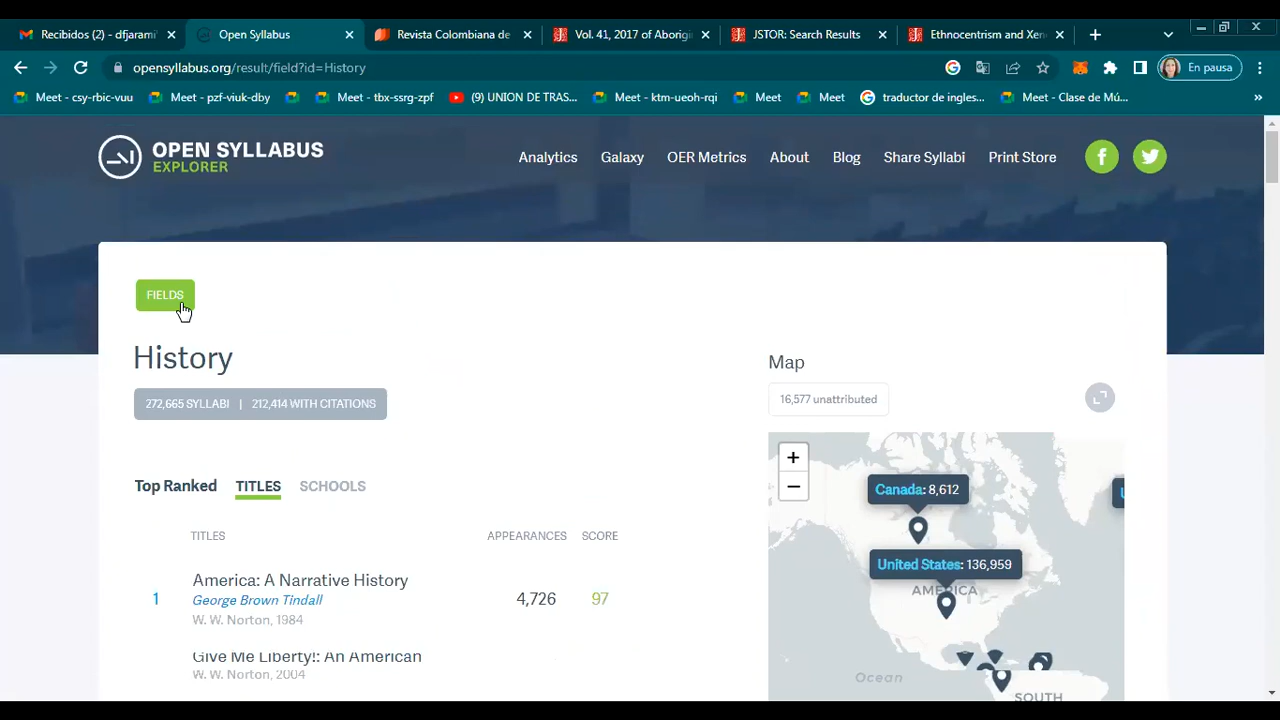 Recibidos (2) - dfjarami
Open Syllabus
Revista Colombiana de
Vol. 41, 2017 of Aborigi
JSTOR: Search Results
Ethnocentrism and Xen
opensyllabus.org/result/field?id=History
En pausa
Meet - csy-rbic-vuu
Meet - pzf-viuk-dby
Meet - tbx-ssrg-zpf
(9) UNION DE TRAS...
Meet - ktm-ueoh-rqi
Meet
Meet
traductor de ingles...
Meet - Clase de Mú...
OPEN SYLLABUS
EXPLORER
Analytics
Galaxy
OER Metrics
About
Blog
Share Syllabi
Print Store
FIELDS
History
272,665 SYLLABI | 212,414 WITH CITATIONS
Top Ranked TITLES SCHOOLS
TITLES APPEARANCES SCORE
1 America: A Narrative History 4,726 97
George Brown Tindall
W. W. Norton, 1984
Give Me Liberty!: An American
W. W. Norton, 2004
Map
16,577 unattributed
+
−
Canada: 8,612
United States: 136,959
AMERICA
Ocean
SOUTH